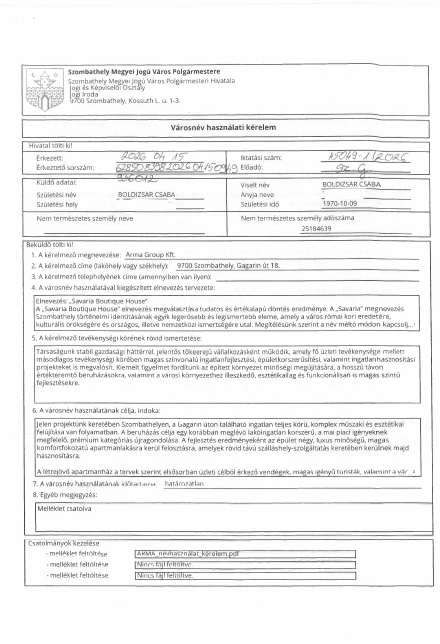 Szombathely Megyei Jogú Város Polgármestere
Szombathely Megyei Jogú Város Polgármesteri Hivatala
Jogi és Képviselői Osztály
Jogi Iroda
9700 Szombathely, Kossuth L. u. 1-3.
Városnév használati kérelem
Hivatal tölti ki!
Érkezett: 2026 04 15 Iktatási szám:
Érkeztető sorszám: Előadó: Sz. G
Küldő adatai: Viselt név BOLDIZSAR CSABA
Születési név BOLDIZSAR CSABA Anyja neve
Születési hely Születési idő 1970-10-09
Nem természetes személy neve Nem természetes személy adószáma
25184639
Beküldő tölti ki!
1. A kérelmező megnevezése: Arma Group Kft.
2. A kérelmező címe (lakóhely vagy székhely): 9700 Szombathely, Gagarin út 18.
3. A kérelmező telephelyének címe (amennyiben van ilyen):
4. A városnév használatával kiegészített elnevezés tervezete:
Elnevezés: „Savaria Boutique House"
A „Savaria Boutique House" elnevezés megválasztása tudatos és értékalapú döntés eredménye. A „Savaria" megnevezés
Szombathely történelmi identitásának egyik legerősebb és legismertebb eleme, amely a város római kori eredetére,
kulturális örökségére és országos, illetve nemzetközi ismertségére utal. Megítélésünk szerint a név méltó módon kapcsol
5. A kérelmező tevékenységi körének rövid ismertetése:
Társaságunk stabil gazdasági háttérrel, jelentős tőkeerejű vállalkozásként működik, amely fő üzleti tevékenysége mellett
másodlagos tevékenységi körében magas színvonalú ingatlanfejlesztési, épületkorszerűsítési, valamint ingatlanhasznosítási
projekteket is megvalósít. Kiemelt figyelmet fordítunk az épített környezet minőségi megújítására, a hosszú távon
értékteremtő beruházásokra, valamint a városi környezethez illeszkedő, esztétikailag és funkcionálisan is magas szintű
fejlesztésekre.
6. A városnév használatának célja, indoka:
Jelen projektünk keretében Szombathelyen, a Gagarin úton található ingatlan teljes körű, komplex műszaki és esztétikai
felújítása van folyamatban. A beruházás célja egy korábban meglévő lakóingatlan korszerű, a mai piaci igényeknek
megfelelő, prémium kategóriás újragondolása. A fejlesztés eredményeként az épület négy, luxus minőségű, magas
komfortfokozatú apartmanlakásra kerül felosztásra, amelyek rövid távú szálláshely-szolgáltatás keretében kerülnek majd
hasznosításra.
A létrejövő apartmanház a tervek szerint elsősorban üzleti célból érkező vendégek, magas igényű turisták, valamint a vár
7. A városnév használatának időtartama: határozatlan
8. Egyéb megjegyzés:
Melléklet csatolva
Csatolmányok kezelése
- melléklet feltöltése ARMA_névhasználat_kérelem.pdf
- melléklet feltöltése Nincs fájl feltöltve.
- melléklet feltöltése Nincs fájl feltöltve.